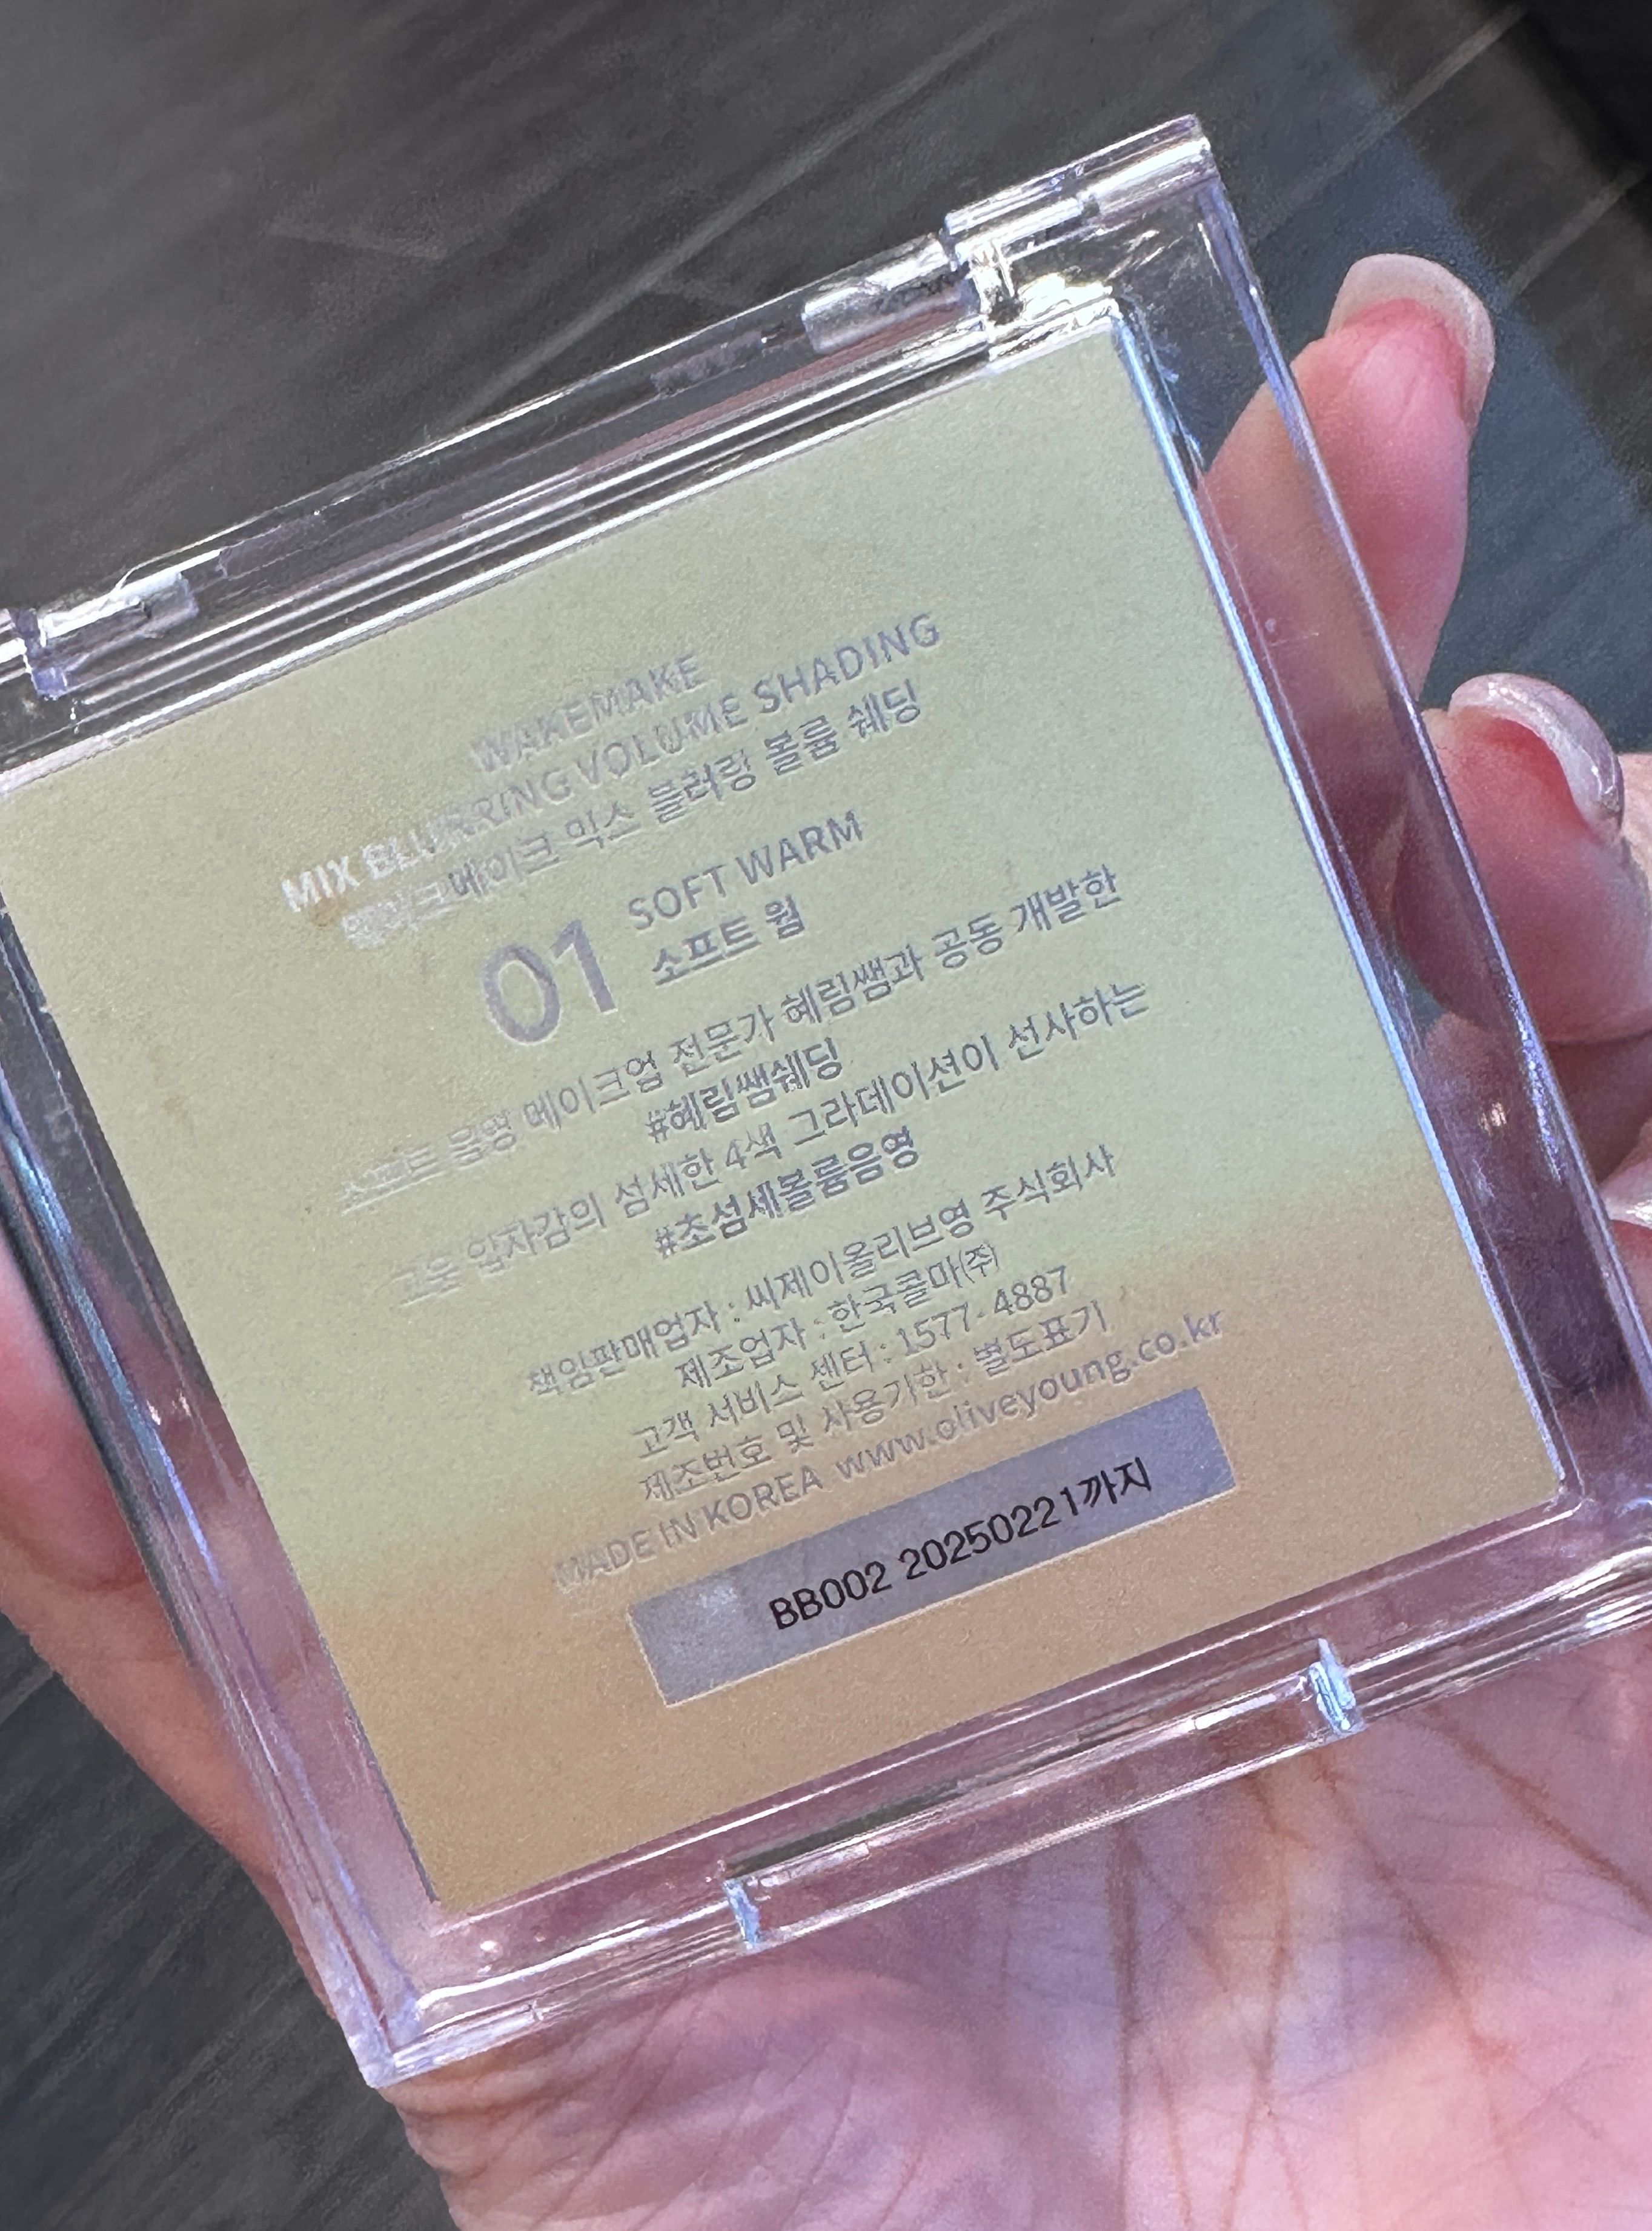 WAKEMAKE
MIX BLURRING VOLUME SHADING
웨이크메이크 믹스 블러링 볼륨 쉐딩
01 SOFT WARM
소프트 웜
소프트 음영 메이크업 전문가 혜림쌤과 공동 개발한
#혜림쌤쉐딩
고운 입자감의 섬세한 4색 그라데이션이 선사하는
#초섬세볼륨음영
책임판매업자 : 씨제이올리브영 주식회사
제조업자 : 한국콜마㈜
고객 서비스 센터 : 1577-4887
제조번호 및 사용기한 : 별도표기
MADE IN KOREA www.oliveyoung.co.kr
BB002 20250221까지